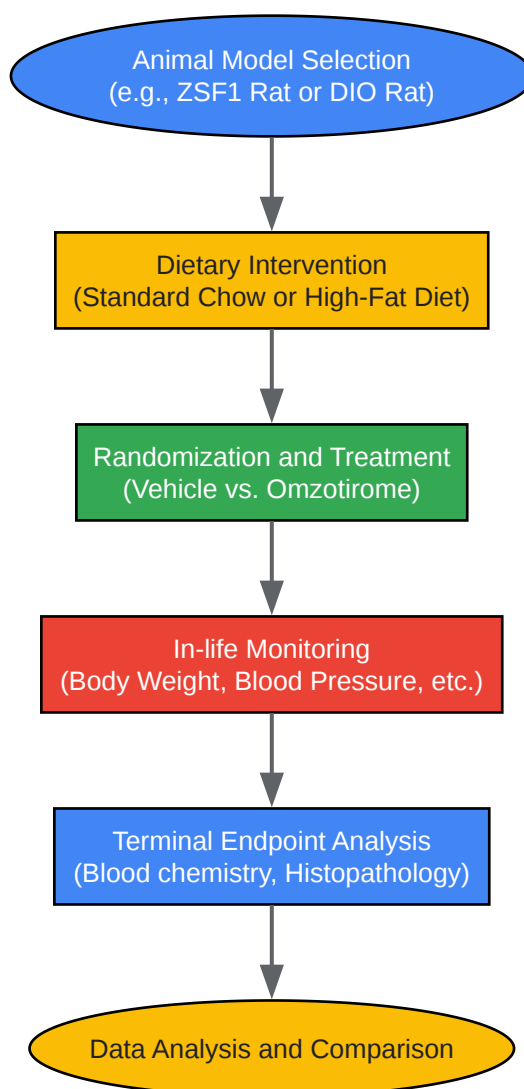 Animal Model Selection
(e.g., ZSF1 Rat or DIO Rat)
Dietary Intervention
(Standard Chow or High-Fat Diet)
Randomization and Treatment
(Vehicle vs. Omzotirome)
In-life Monitoring
(Body Weight, Blood Pressure, etc.)
Terminal Endpoint Analysis
(Blood chemistry, Histopathology)
Data Analysis and Comparison